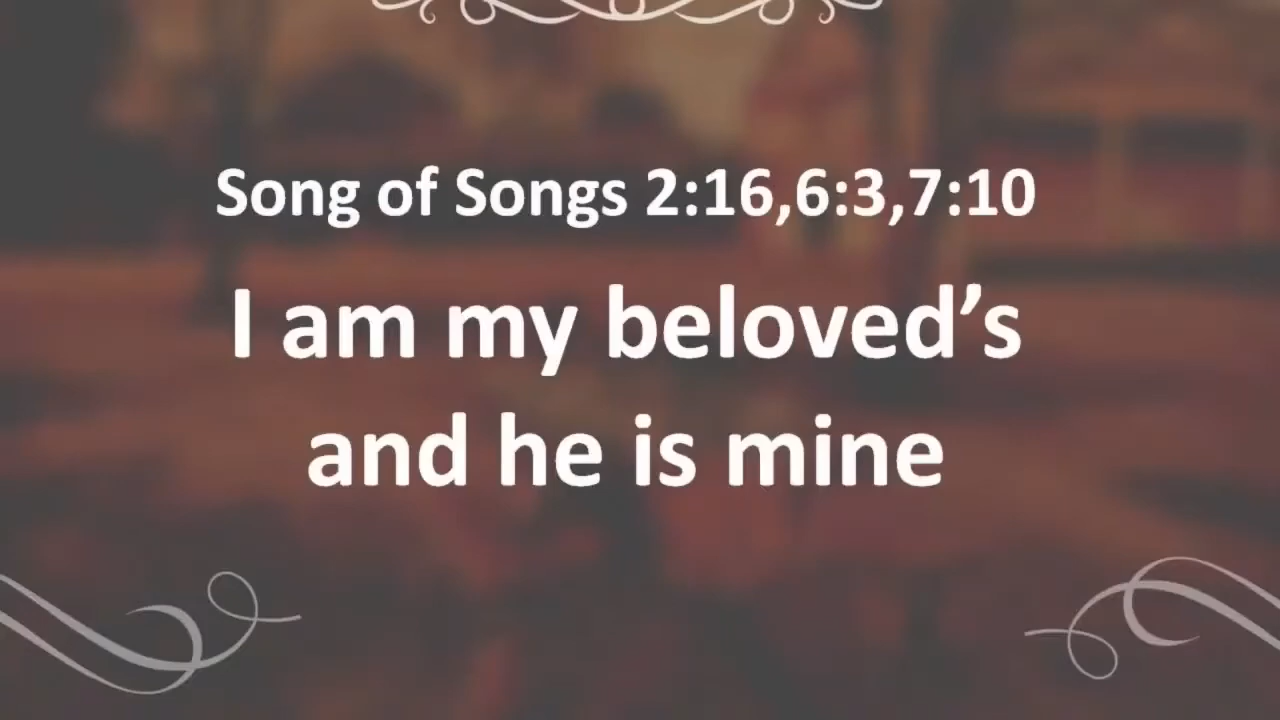 Song of Songs 2:16,6:3,7:10
I am my beloved’s
and he is mine